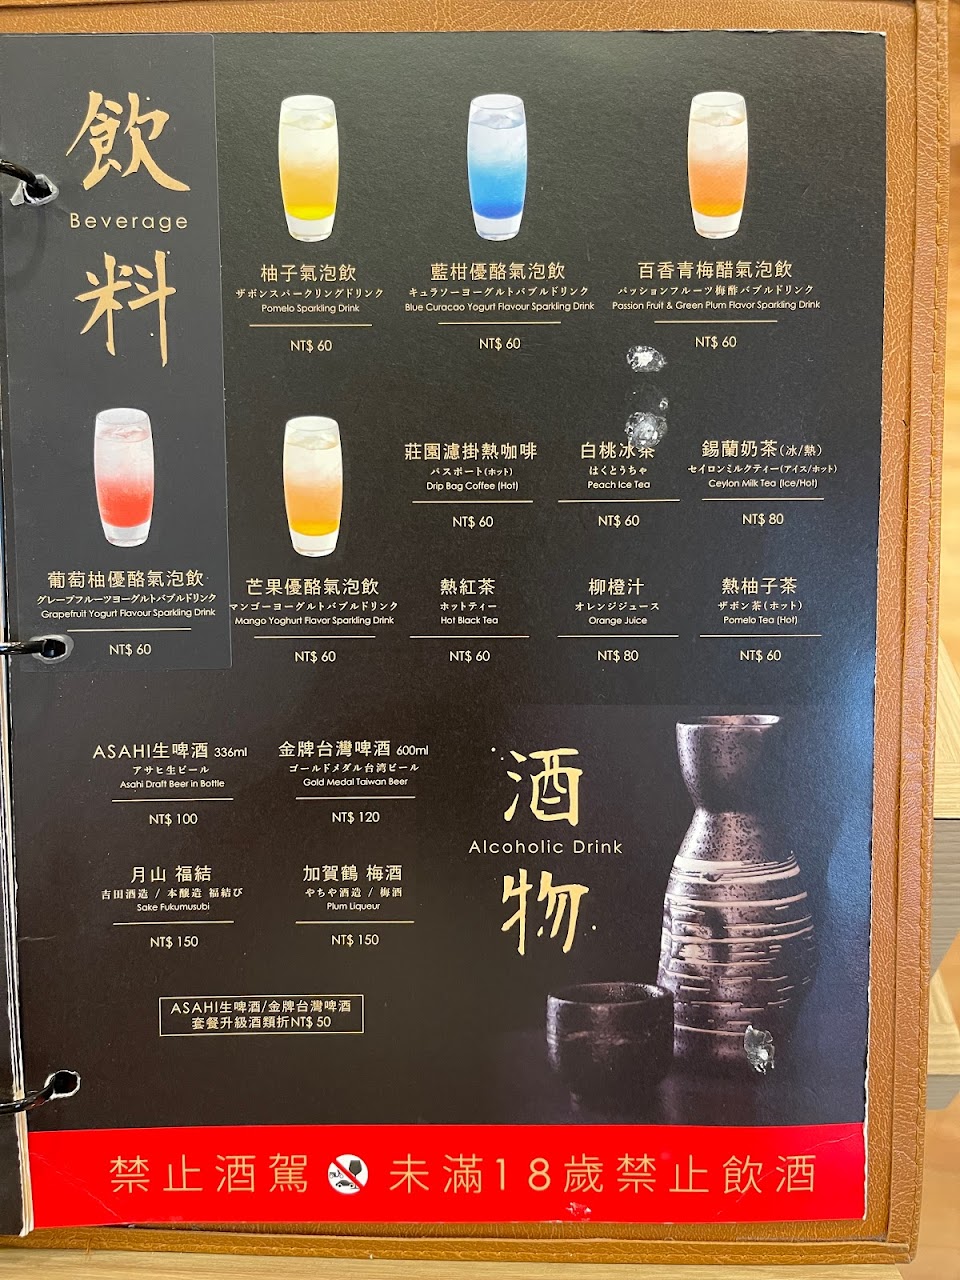 飲料
Beverage
柚子氣泡飲
ザボンスパークリングドリンク
Pomelo Sparkling Drink
NT$ 60
藍柑優酪氣泡飲
キュラソーヨーグルトバブルドリンク
Blue Curacao Yogurt Flavour Sparkling Drink
NT$ 60
百香青梅醋氣泡飲
パッションフルーツ梅酢バブルドリンク
Passion Fruit & Green Plum Flavor Sparkling Drink
NT$ 60
葡萄柚優酪氣泡飲
グレープフルーツヨーグルトバブルドリンク
Grapefruit Yogurt Flavour Sparkling Drink
NT$ 60
芒果優酪氣泡飲
マンゴーヨーグルトバブルドリンク
Mango Yoghurt Flavor Sparkling Drink
NT$ 60
莊園濾掛熱咖啡
パスポート(ホット)
Drip Bag Coffee (Hot)
NT$ 60
白桃冰茶
はくとうちゃ
Peach Ice Tea
NT$ 60
錫蘭奶茶(冰/熱)
セイロンミルクティー(アイス/ホット)
Ceylon Milk Tea (Ice/Hot)
NT$ 80
熱紅茶
ホットティー
Hot Black Tea
NT$ 60
柳橙汁
オレンジジュース
Orange Juice
NT$ 80
熱柚子茶
ザボン茶(ホット)
Pomelo Tea (Hot)
NT$ 60
酒物
Alcoholic Drink
ASAHI生啤酒 336ml
アサヒ生ビール
Asahi Draft Beer in Bottle
NT$ 100
金牌台灣啤酒 600ml
ゴールドメダル台湾ビール
Gold Medal Taiwan Beer
NT$ 120
月山 福結
吉田酒造 / 本醸造 福結び
Sake Fukumusubi
NT$ 150
加賀鶴 梅酒
やちや酒造 / 梅酒
Plum Liqueur
NT$ 150
ASAHI生啤酒/金牌台灣啤酒
套餐升級酒類折NT$ 50
禁止酒駕 未滿18歲禁止飲酒